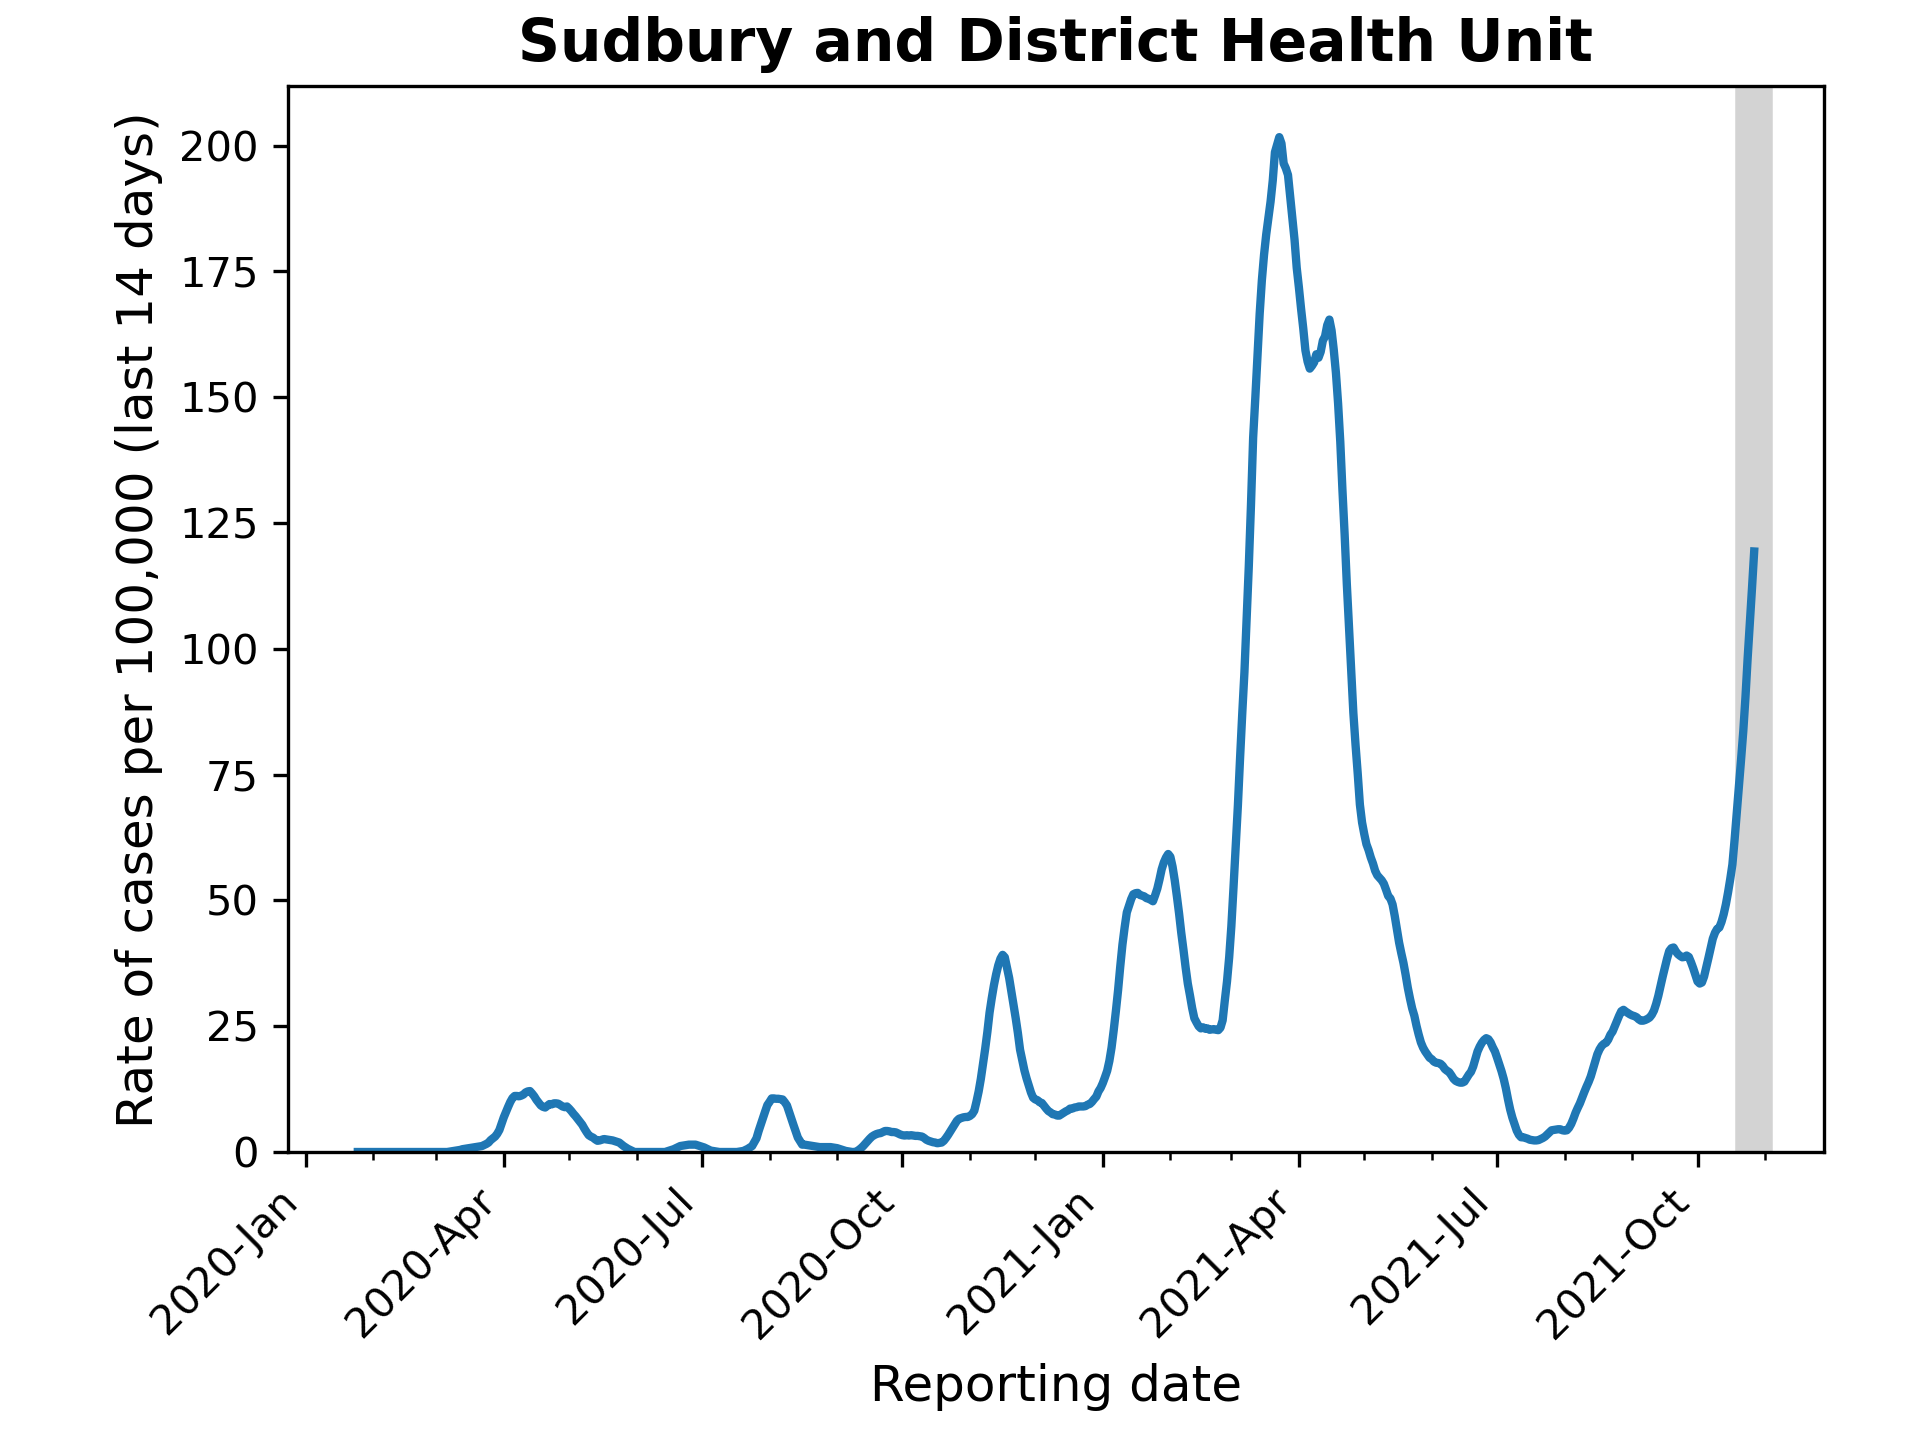 Sudbury and District Health Unit
Rate of cases per 100,000 (last 14 days)
200
175
150
125
100
75
50
25
0
2020-Jan
2020-Apr
2020-Jul
2020-Oct
2021-Jan
2021-Apr
2021-Jul
2021-Oct
Reporting date